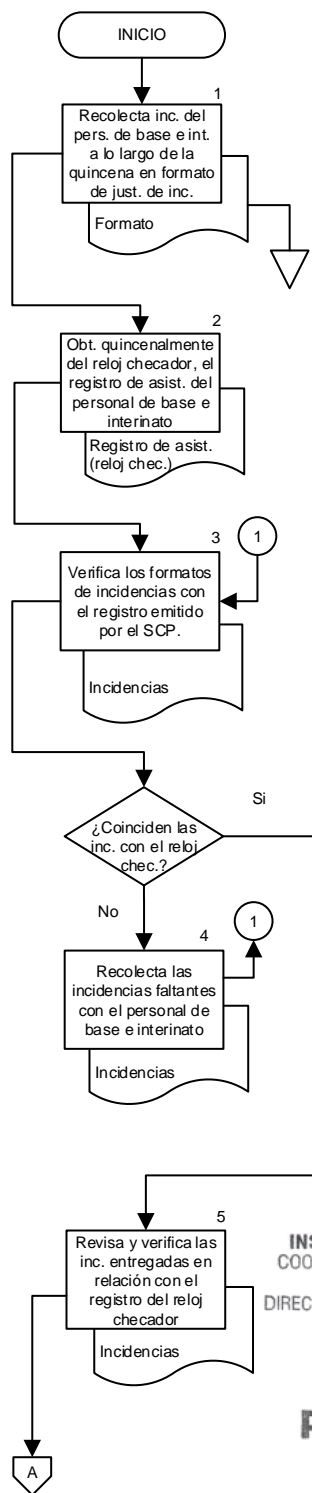 INICIO
1
Recolecta inc. del
pers. de base e int.
a lo largo de la
quincena en formato
de just. de inc.
Formato
2
Obt. quincenalmente
del reloj checador, el
registro de asist. del
personal de base e
interinato
Registro de asist.
(reloj chec.)
3
1
Verifica los formatos
de incidencias con
el registro emitido
por el SCP.
Incidencias
Si
¿Coinciden las
inc. con el reloj
chec.?
No
1
4
Recolecta las
incidencias faltantes
con el personal de
base e interinato
Incidencias
5
Revisa y verifica las
inc. entregadas en
relación con el
registro del reloj
checador
Incidencias
A